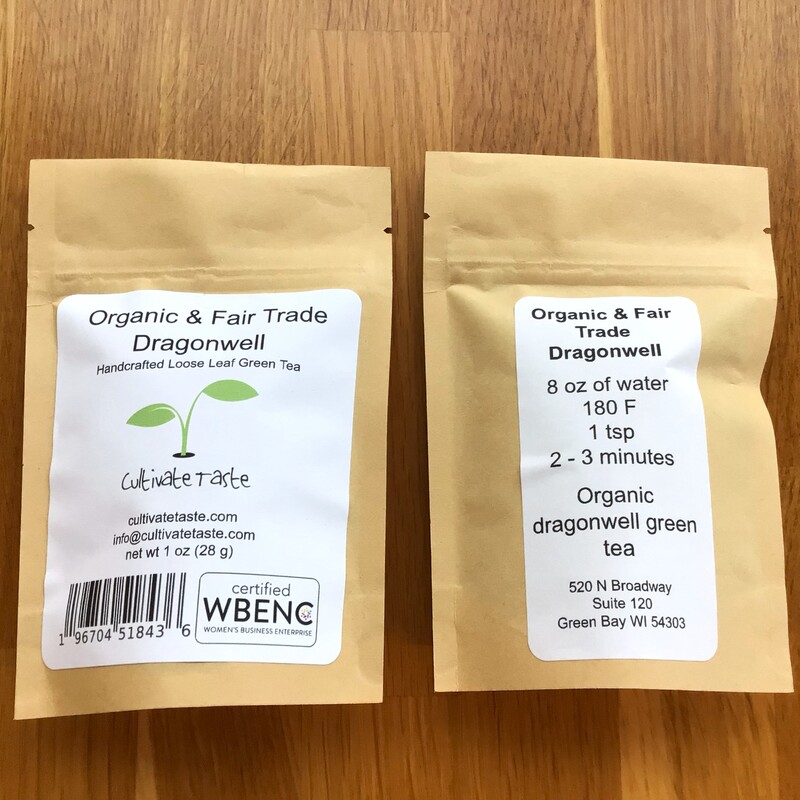 Organic & Fair Trade
Dragonwell
Handcrafted Loose Leaf Green Tea
Cultivate Taste
cultivatetaste.com
info@cultivatetaste.com
net wt 1 oz (28 g)
1 96704 51843 6
certified
WBENC
WOMEN'S BUSINESS ENTERPRISE
Organic & Fair
Trade
Dragonwell
8 oz of water
180 F
1 tsp
2 - 3 minutes
Organic
dragonwell green
tea
520 N Broadway
Suite 120
Green Bay WI 54303